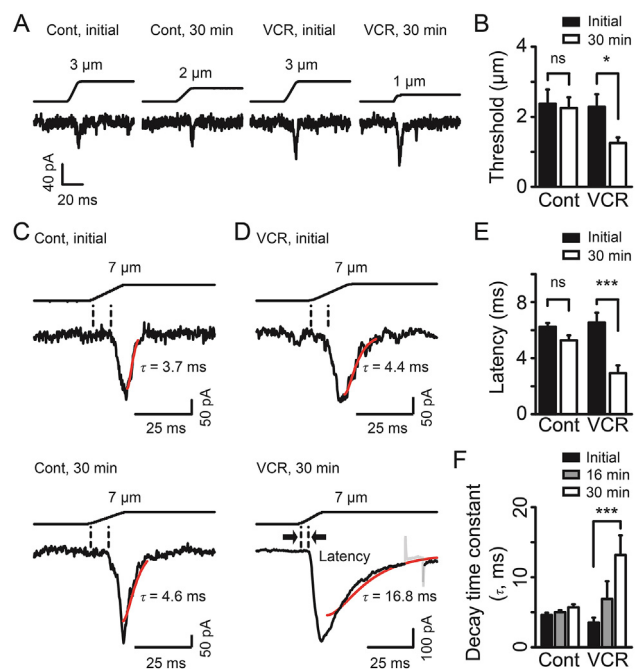 A
Cont, initial
Cont, 30 min
VCR, initial
VCR, 30 min
3 µm
2 µm
3 µm
1 µm
40 pA
20 ms
B
Initial
30 min
Threshold (µm)
4
2
0
ns
*
Cont
VCR
C
Cont, initial
7 µm
τ = 3.7 ms
25 ms
50 pA
Cont, 30 min
7 µm
τ = 4.6 ms
25 ms
50 pA
D
VCR, initial
7 µm
τ = 4.4 ms
25 ms
50 pA
VCR, 30 min
7 µm
Latency
τ = 16.8 ms
25 ms
100 pA
E
Initial
30 min
Latency (ms)
9
6
3
0
ns
***
Cont
VCR
F
Initial
16 min
30 min
Decay time constant
(τ, ms)
20
10
0
***
Cont
VCR